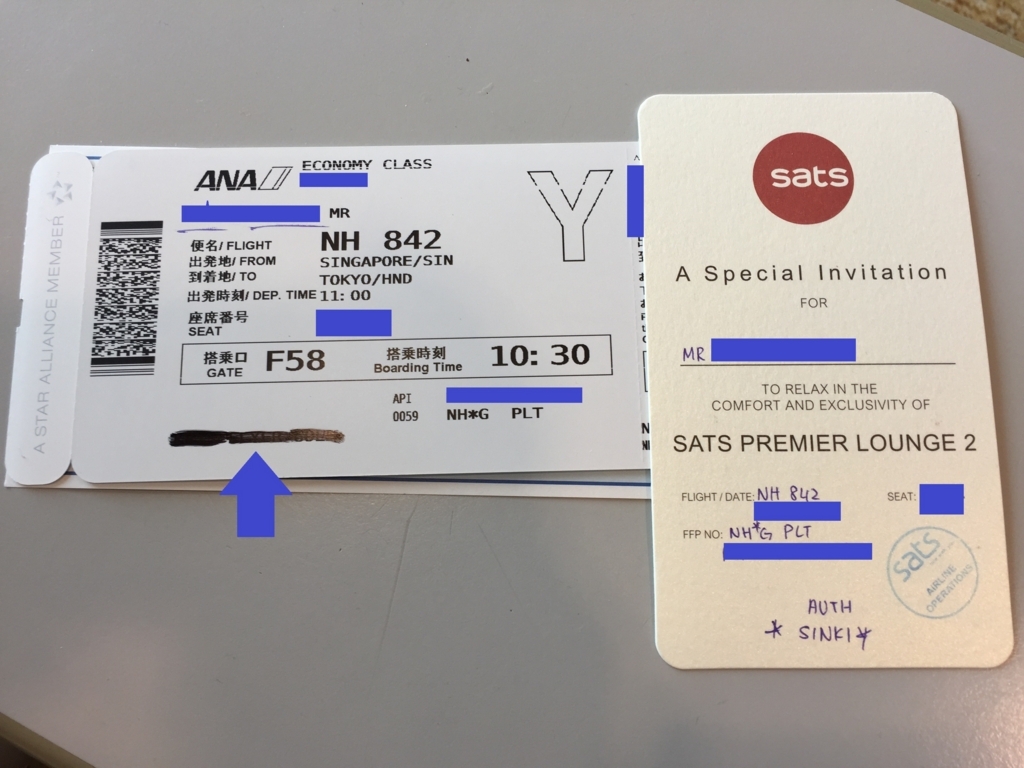 A STAR ALLIANCE MEMBER
ANA
ECONOMY CLASS
Y
MR
便名/ FLIGHT NH 842
出発地/ FROM SINGAPORE/SIN
到着地/ TO TOKYO/HND
出発時刻/ DEP. TIME 11:00
座席番号
SEAT
搭乗口
GATE F58
搭乗時刻
Boarding Time 10:30
API
0059 NH*G PLT
sats
A Special Invitation
FOR
MR
TO RELAX IN THE
COMFORT AND EXCLUSIVITY OF
SATS PREMIER LOUNGE 2
FLIGHT / DATE: NH 842
SEAT:
FFP NO: NH*G PLT
sats
AIRLINE
OPERATIONS
AUTH
* SINKI*